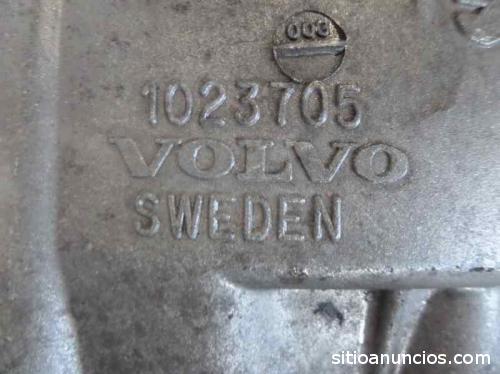 003
1023705
VOLVO
SWEDEN
sitioanuncios.com